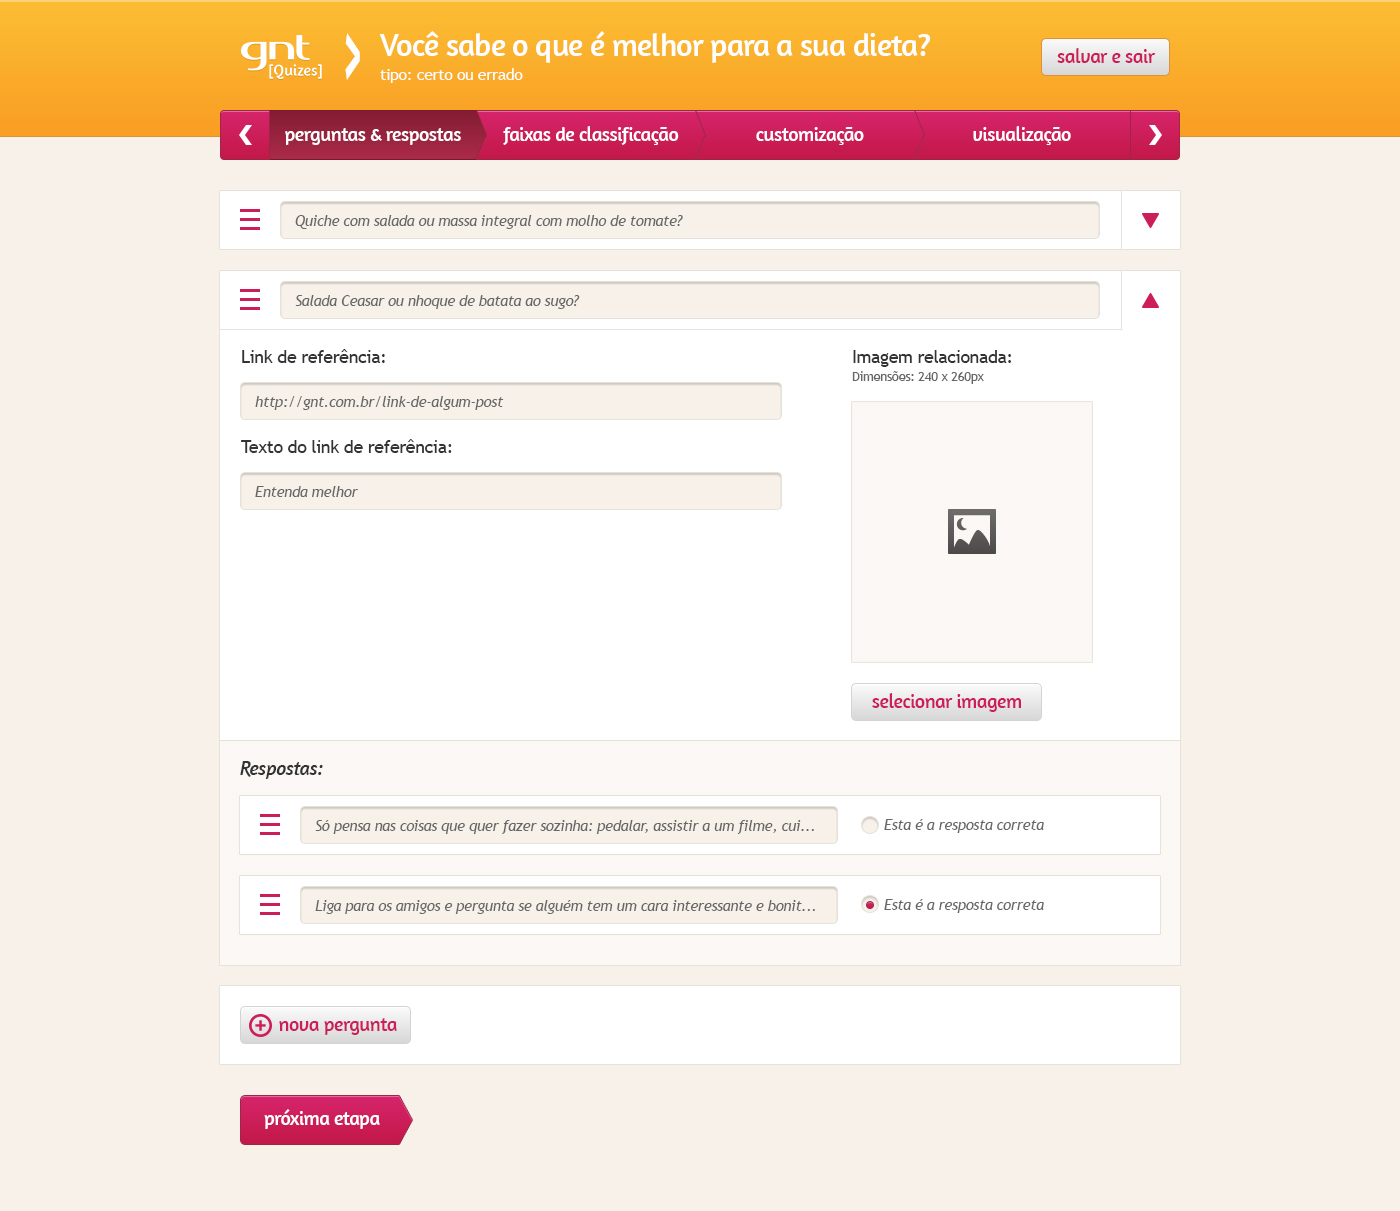 gnt
[Quizes]
Você sabe o que é melhor para a sua dieta?
tipo: certo ou errado
salvar e sair
perguntas & respostas
faixas de classificação
customização
visualização
Quiche com salada ou massa integral com molho de tomate?
Salada Ceasar ou nhoque de batata ao sugo?
Link de referência:
http://gnt.com.br/link-de-algum-post
Texto do link de referência:
Entenda melhor
Imagem relacionada:
Dimensões: 240 x 260px
selecionar imagem
Respostas:
Só pensa nas coisas que quer fazer sozinha: pedalar, assistir a um filme, cui...
Esta é a resposta correta
Liga para os amigos e pergunta se alguém tem um cara interessante e bonit...
Esta é a resposta correta
nova pergunta
próxima etapa